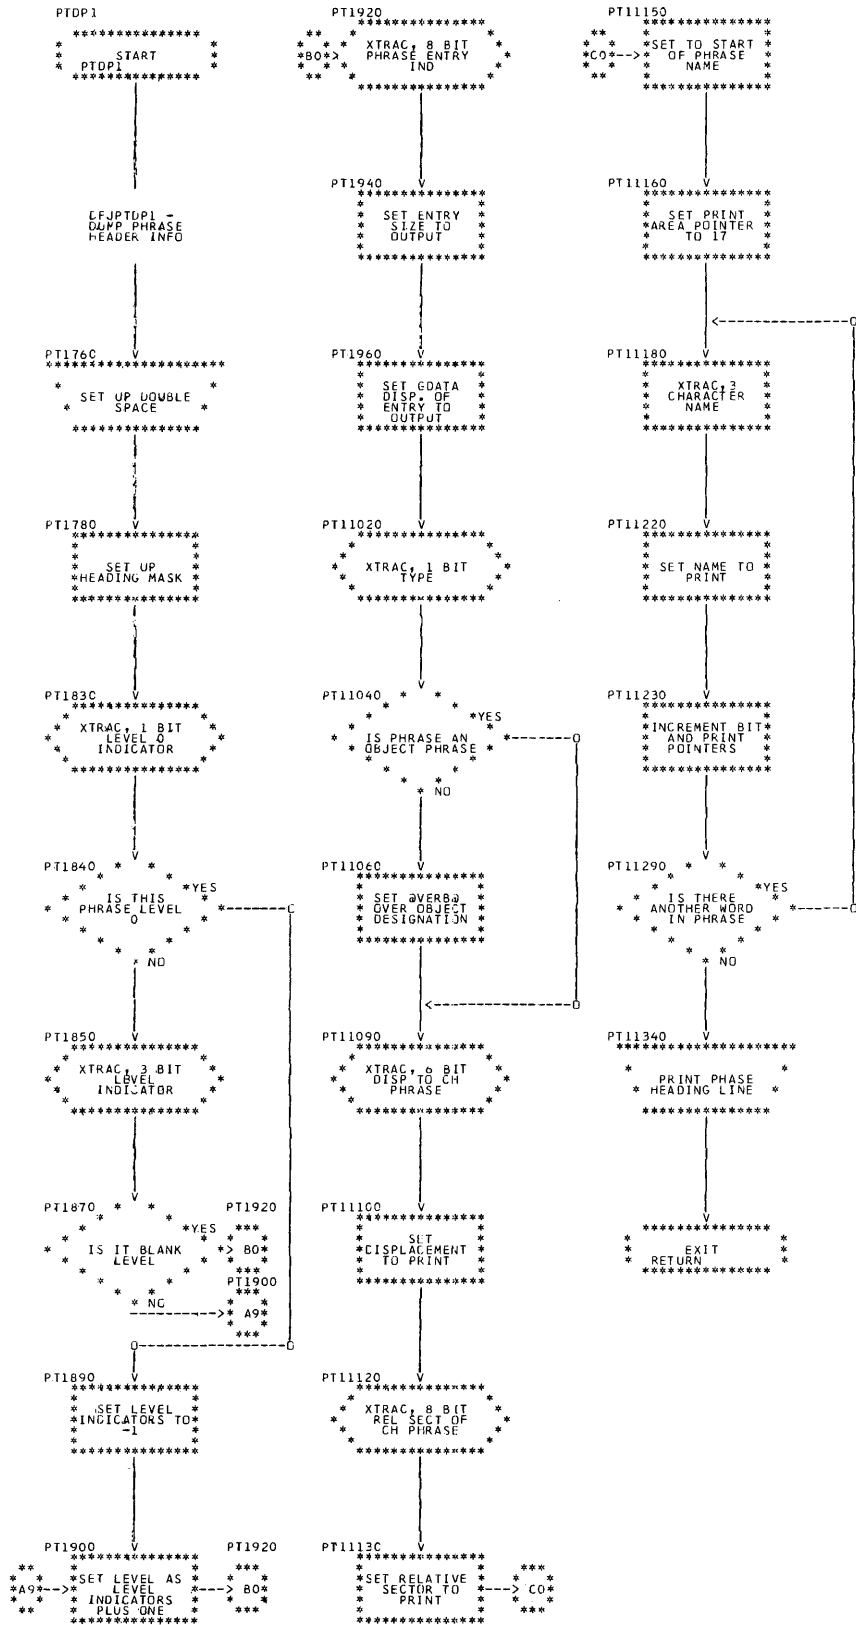 PTDP1
START
PTDP1
DFJPTDP1 -
DUMP PHRASE
HEADER INFO
PT1760
SET UP DOUBLE
SPACE
PT1780
SET UP
HEADING MASK
PT1830
XTRAC, 1 BIT
LEVEL 0
INDICATOR
PT1840
IS THIS
PHRASE LEVEL
0
YES
NO
PT1850
XTRAC, 3 BIT
LEVEL
INDICATOR
PT1870
IS IT BLANK
LEVEL
YES
PT1920
B0
PT1900
NO
A9
PT1890
SET LEVEL
INDICATORS TO
-1
PT1900
A9
SET LEVEL AS
LEVEL
INDICATORS
PLUS ONE
PT1920
B0
PT1920
B0
XTRAC, 8 BIT
PHRASE ENTRY
IND
PT1940
SET ENTRY
SIZE TO
OUTPUT
PT1960
SET GDATA
DISP. OF
ENTRY TO
OUTPUT
PT11020
XTRAC, 1 BIT
TYPE
PT11040
IS PHRASE AN
OBJECT PHRASE
YES
NO
PT11060
SET @VERB@
OVER OBJECT
DESIGNATION
PT11090
XTRAC, 6 BIT
DISP TO CH
PHRASE
PT11100
SET
DISPLACEMENT
TO PRINT
PT11120
XTRAC, 8 BIT
REL SECT OF
CH PHRASE
PT11130
SET RELATIVE
SECTOR TO
PRINT
C0
PT11150
C0
SET TO START
OF PHRASE
NAME
PT11160
SET PRINT
AREA POINTER
TO 17
PT11180
XTRAC,3
CHARACTER
NAME
PT11220
SET NAME TO
PRINT
PT11230
INCREMENT BIT
AND PRINT
POINTERS
PT11290
IS THERE
ANOTHER WORD
IN PHRASE
YES
NO
PT11340
PRINT PHASE
HEADING LINE
EXIT
RETURN